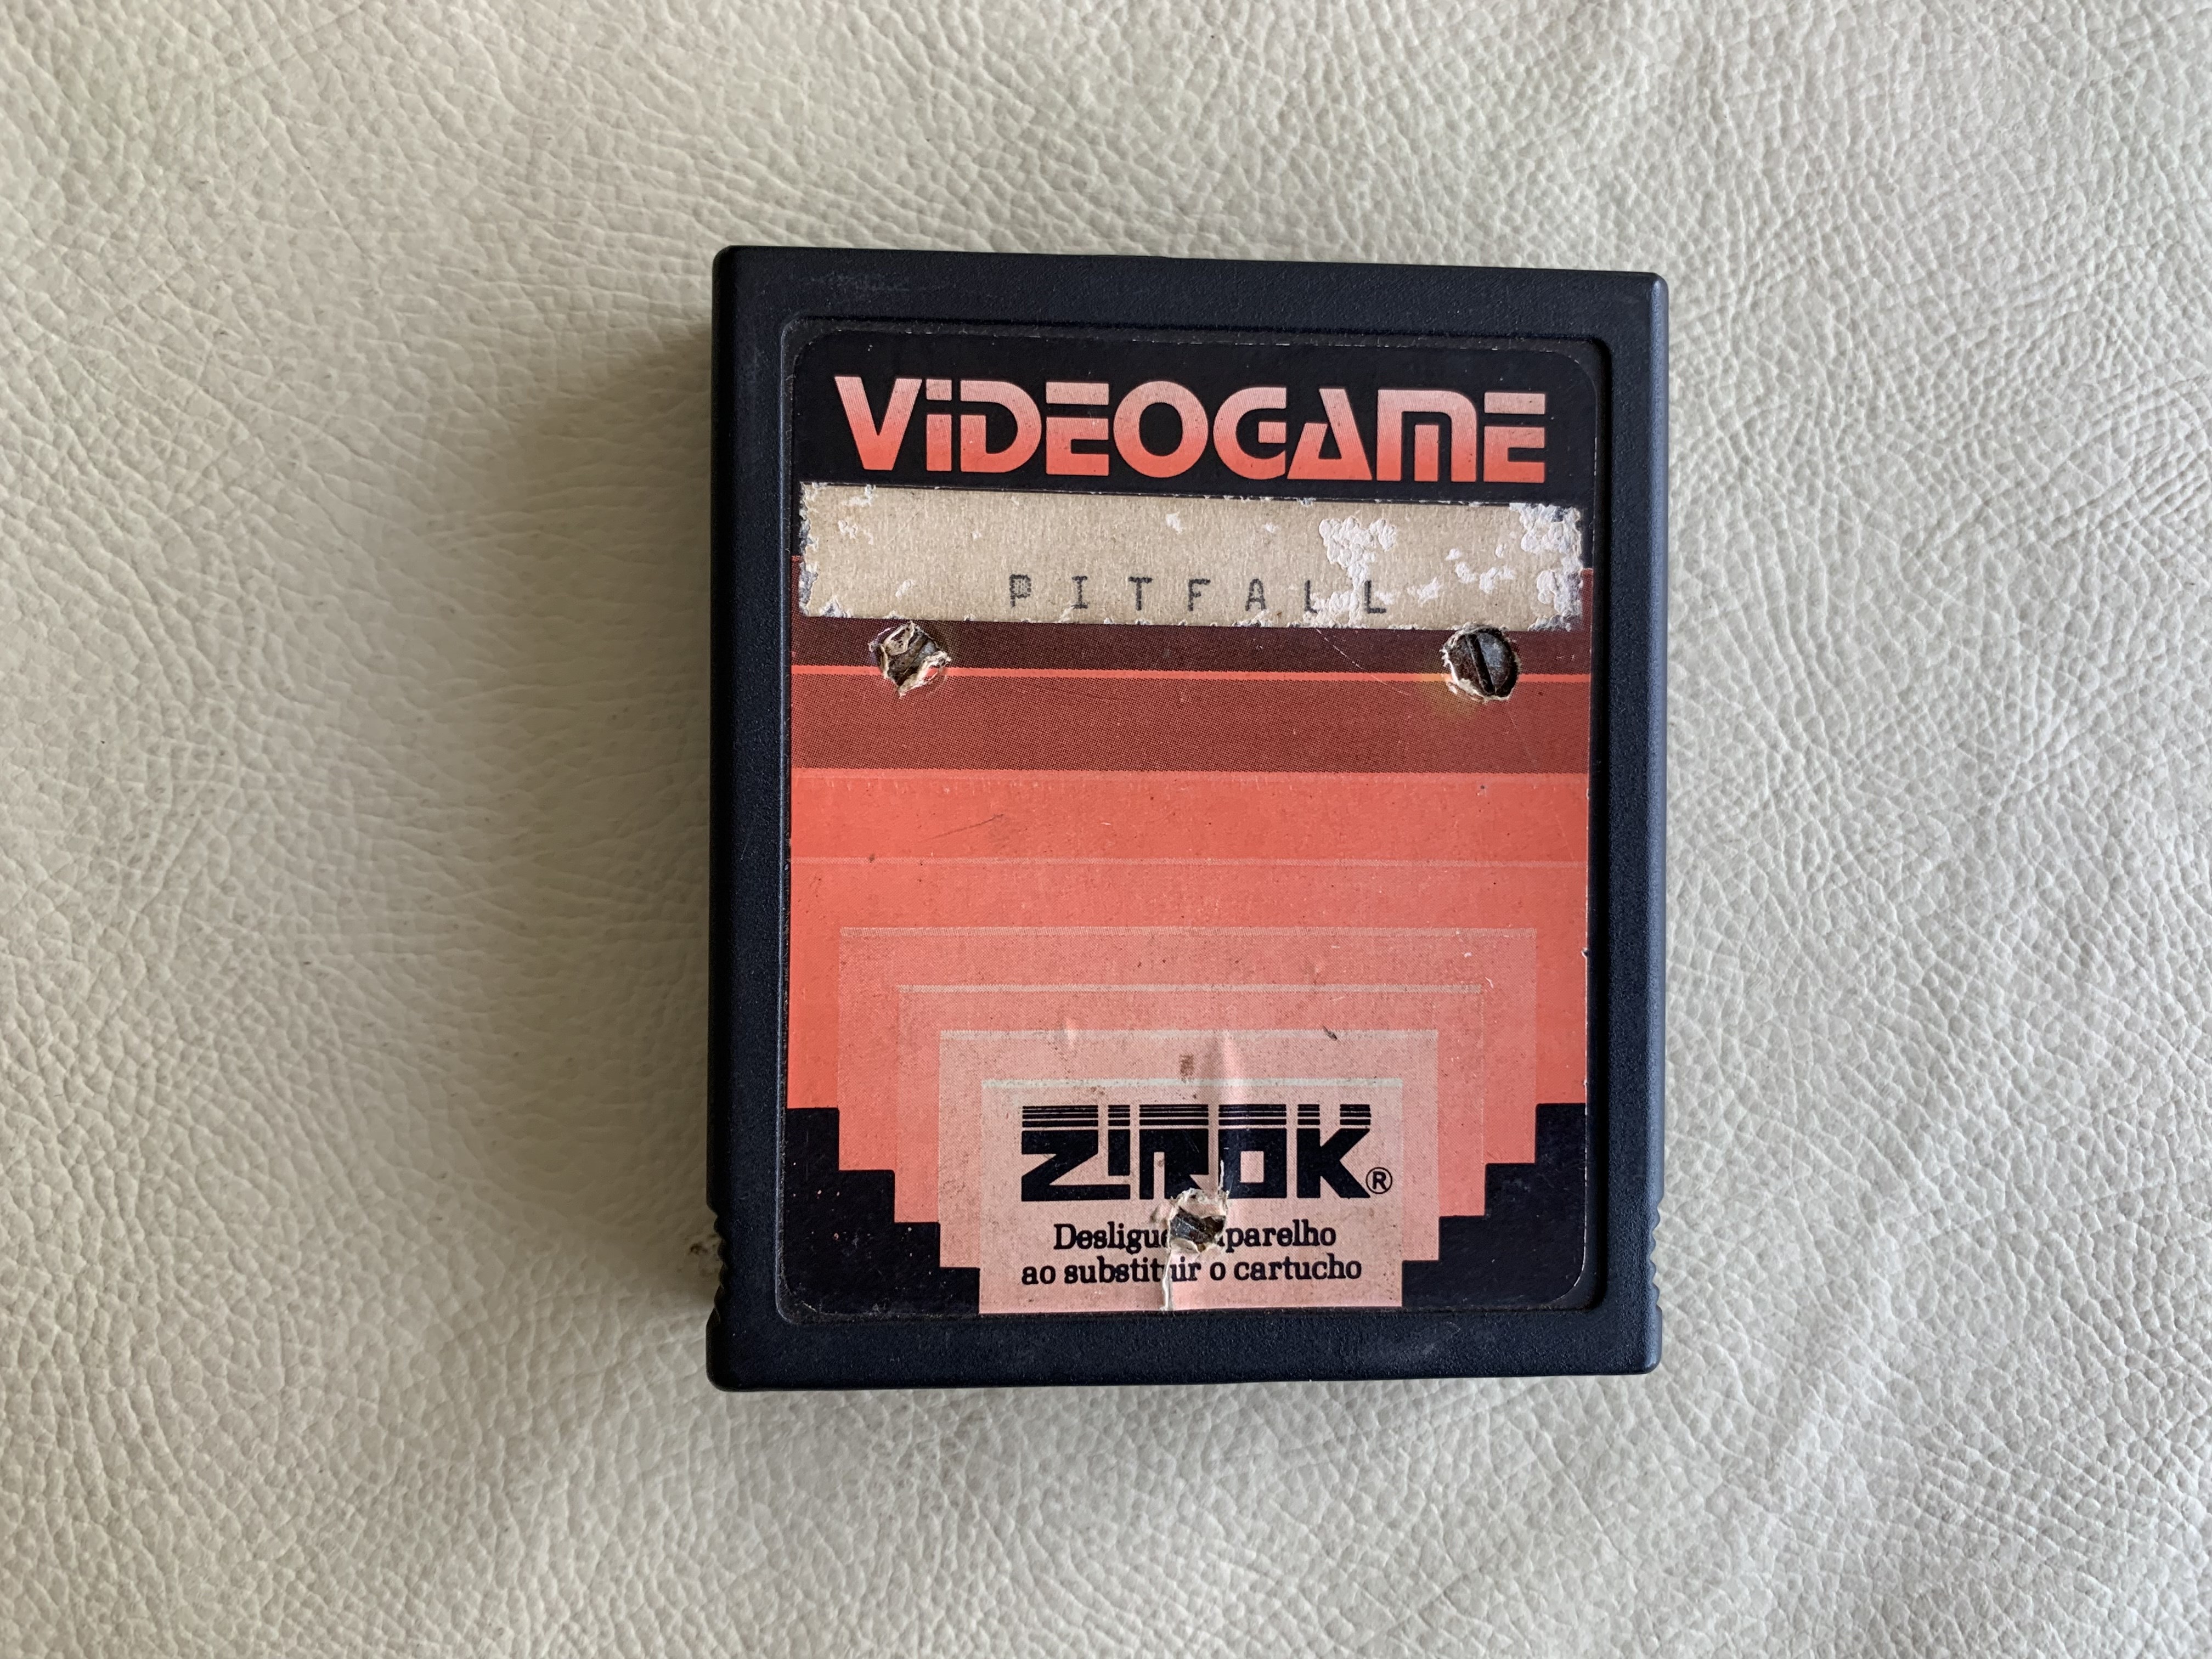 ViDEOGAME
PITFALL
ZIROK®
Desligue aparelho
ao substituir o cartucho